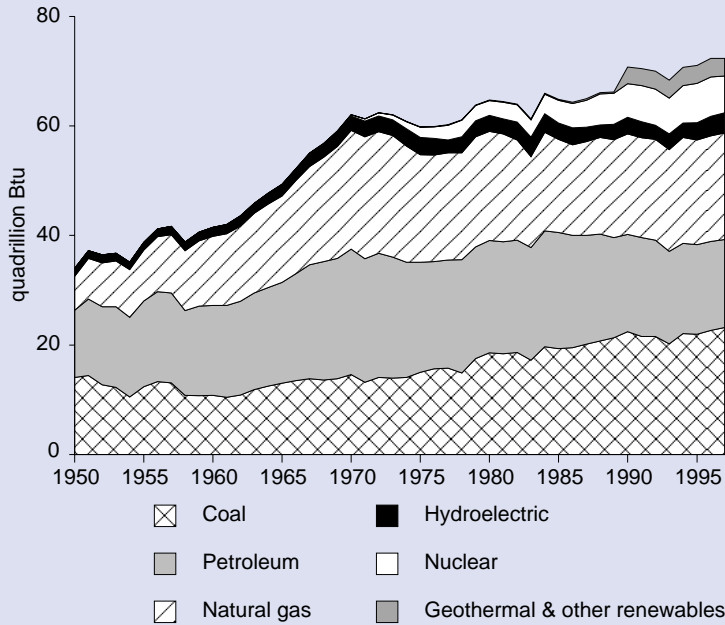 80
60
40
20
0
quadrillion Btu
1950 1955 1960 1965 1970 1975 1980 1985 1990 1995
Coal Hydroelectric
Petroleum Nuclear
Natural gas Geothermal & other renewables